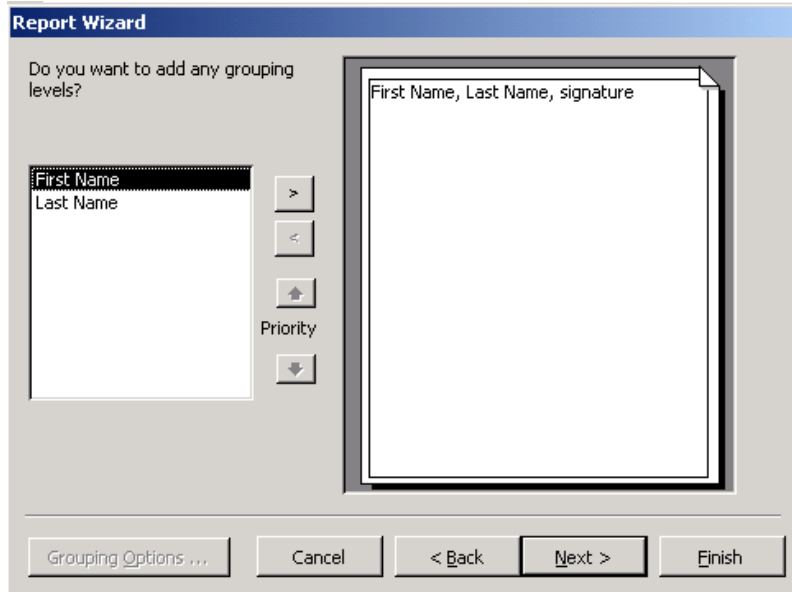 Report Wizard
Do you want to add any grouping
levels?
First Name, Last Name, signature
First Name
Last Name
>
<
Priority
Grouping Options ...
Cancel
< Back
Next >
Finish